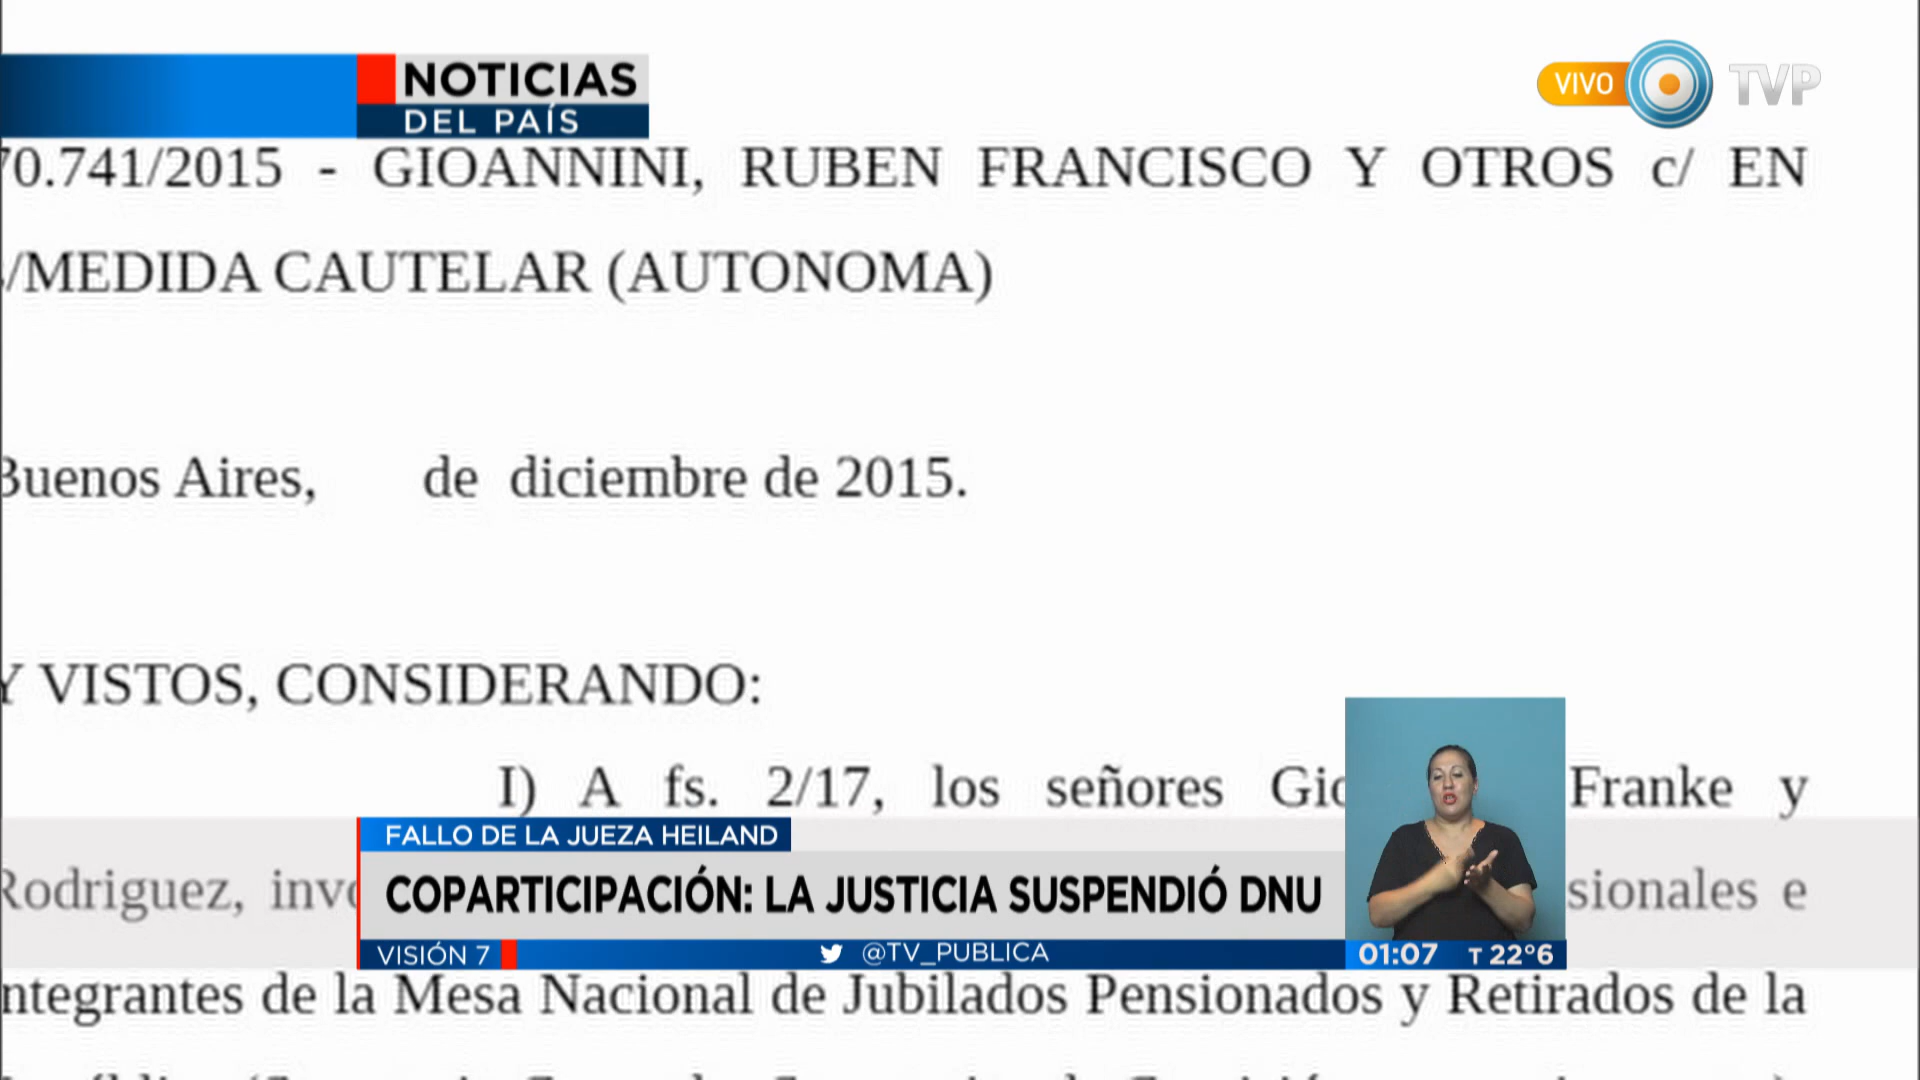 NOTICIAS
DEL PAÍS
VIVO
TVP
70.741/2015 - GIOANNINI, RUBEN FRANCISCO Y OTROS c/ EN
/MEDIDA CAUTELAR (AUTONOMA)
Buenos Aires, de diciembre de 2015.
Y VISTOS, CONSIDERANDO:
I) A fs. 2/17, los señores Gio Franke y
Rodriguez, invo sionales e
ntegrantes de la Mesa Nacional de Jubilados Pensionados y Retirados de la
FALLO DE LA JUEZA HEILAND
COPARTICIPACIÓN: LA JUSTICIA SUSPENDIÓ DNU
VISIÓN 7
@TV_PUBLICA
01:07 T 22°6